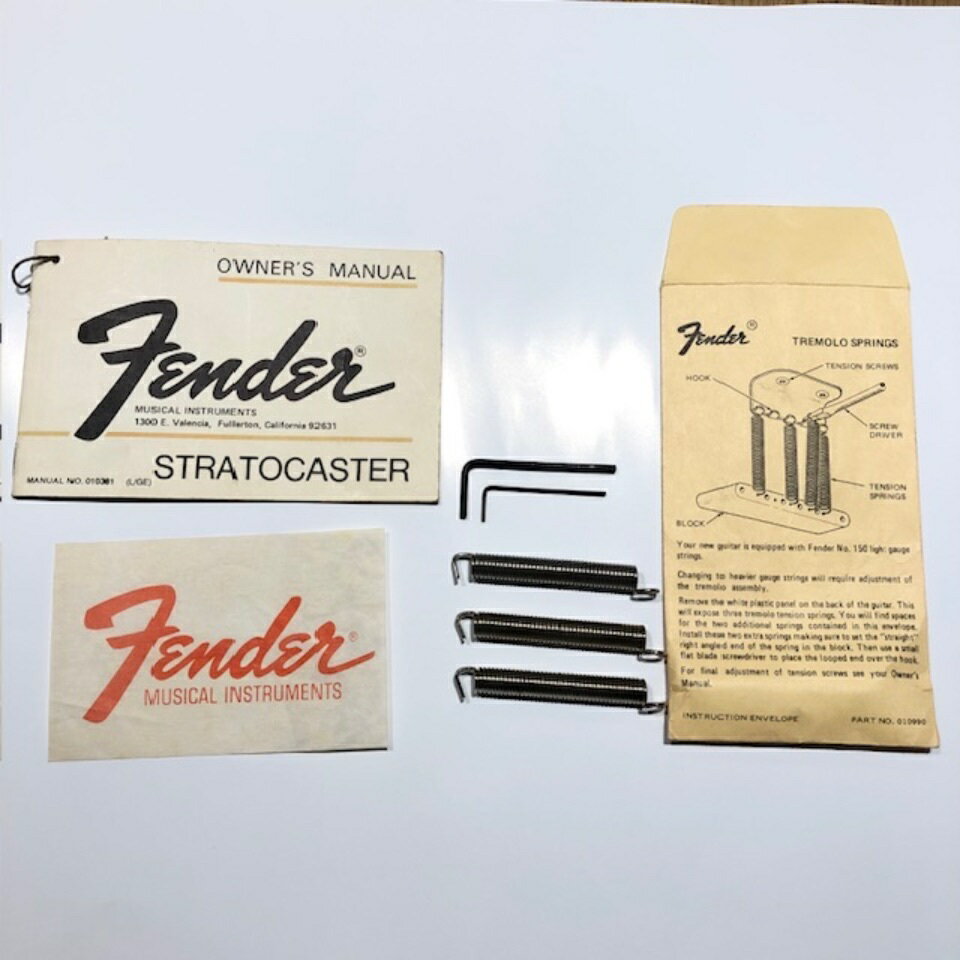 OWNER'S MANUAL
Fender®
MUSICAL INSTRUMENTS
1300 E. Valencia, Fullerton, California 92631
STRATOCASTER
MANUAL NO. 010361 (L/GE)
Fender®
MUSICAL INSTRUMENTS
Fender®
TREMOLO SPRINGS
TENSION SCREWS
HOOK
SCREW
DRIVER
TENSION
SPRINGS
BLOCK
Your new guitar is equipped with Fender No. 150 light gauge
strings.
Changing to heavier gauge strings will require adjustment of
the tremolo assembly.
Remove the white plastic panel on the back of the guitar. This
will expose three tremolo tension springs. You will find spaces
for the two additional springs contained in this envelope.
Install these two extra springs making sure to set the "straight"
right angled end of the spring in the block. Then use a small
flat blade screwdriver to place the looped end over the hook.
For final adjustment of tension screws see your Owner's
Manual.
INSTRUCTION ENVELOPE
PART NO. 010990